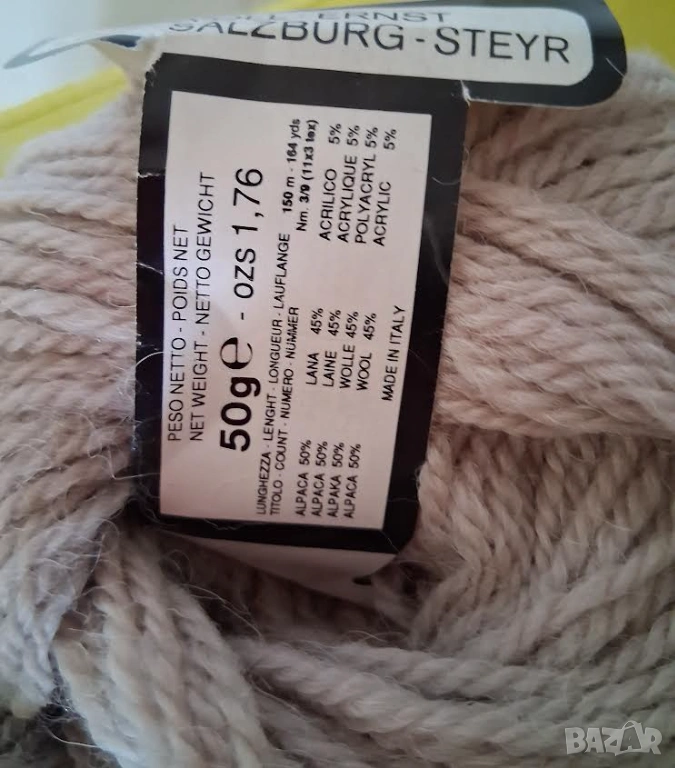 ERNST
SALZBURG - STEYR
PESO NETTO - POIDS NET
NET WEIGHT - NETTO GEWICHT
50g e - ozs 1,76
LUNGHEZZA - LENGHT - LONGUEUR - LAUFLANGE 150 m - 164 yds
TITOLO - COUNT - NUMERO - NUMMER Nm. 3/9 (11x3 tex)
ALPACA 50% LANA 45% ACRILICO 5%
ALPACA 50% LAINE 45% ACRYLIQUE 5%
ALPAKA 50% WOLLE 45% POLYACRYL 5%
ALPACA 50% WOOL 45% ACRYLIC 5%
MADE IN ITALY
BAZAR